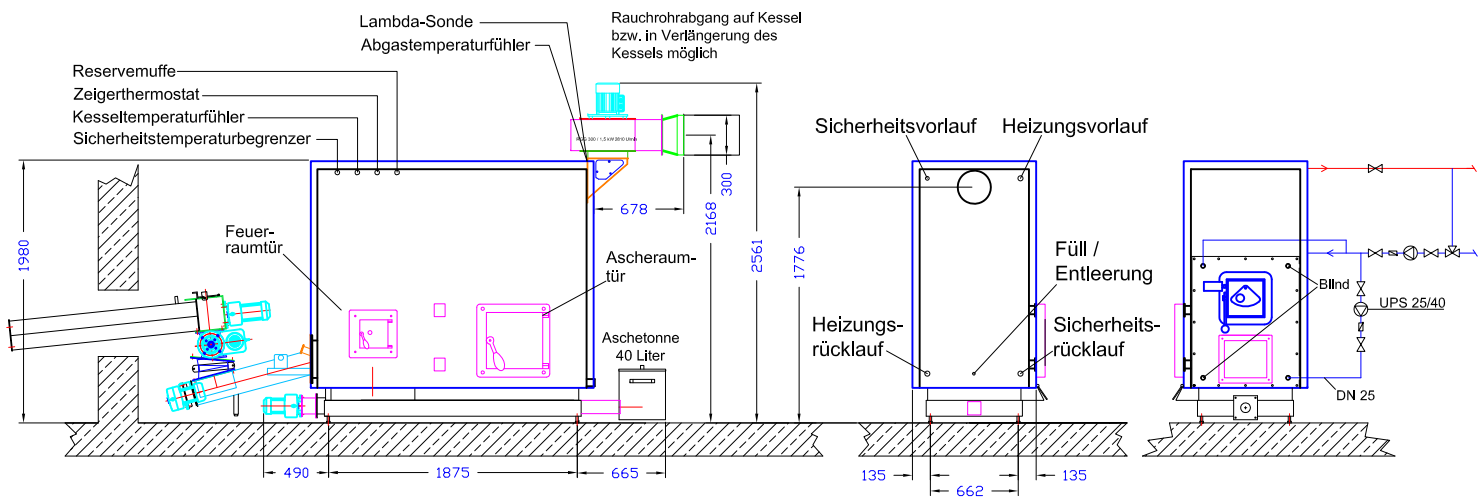 Lambda-Sonde
Abgastemperaturfühler
Rauchrohrabgang auf Kessel
bzw. in Verlängerung des
Kessels möglich
Reservemuffe
Zeigerthermostat
Kesseltemperaturfühler
Sicherheitstemperaturbegrenzer
1980
Feuer-
raumtür
Ascheraum-
tür
Aschetonne
40 Liter
678
300
2168
2561
490
1875
665
Sicherheitsvorlauf
Heizungsvorlauf
1776
Füll /
Entleerung
Heizungs-
rücklauf
Sicherheits-
rücklauf
135
662
135
BlInd
UPS 25/40
DN 25